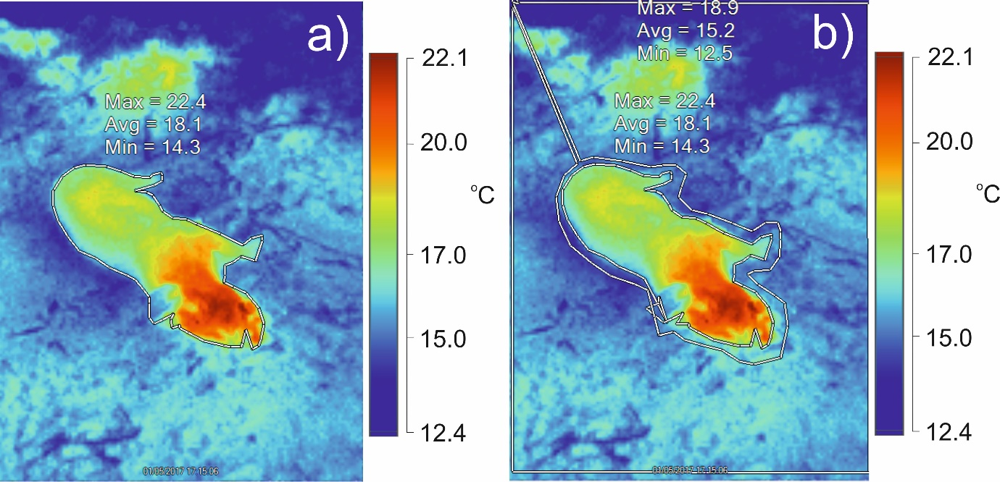 a)
Max = 22.4
Avg = 18.1
Min = 14.3
01/05/2017 17:15:06
22.1
20.0
17.0
15.0
12.4
°C
b)
Max = 18.9
Avg = 15.2
Min = 12.5
Max = 22.4
Avg = 18.1
Min = 14.3
01/05/2017 17:15:06
22.1
20.0
17.0
15.0
12.4
°C